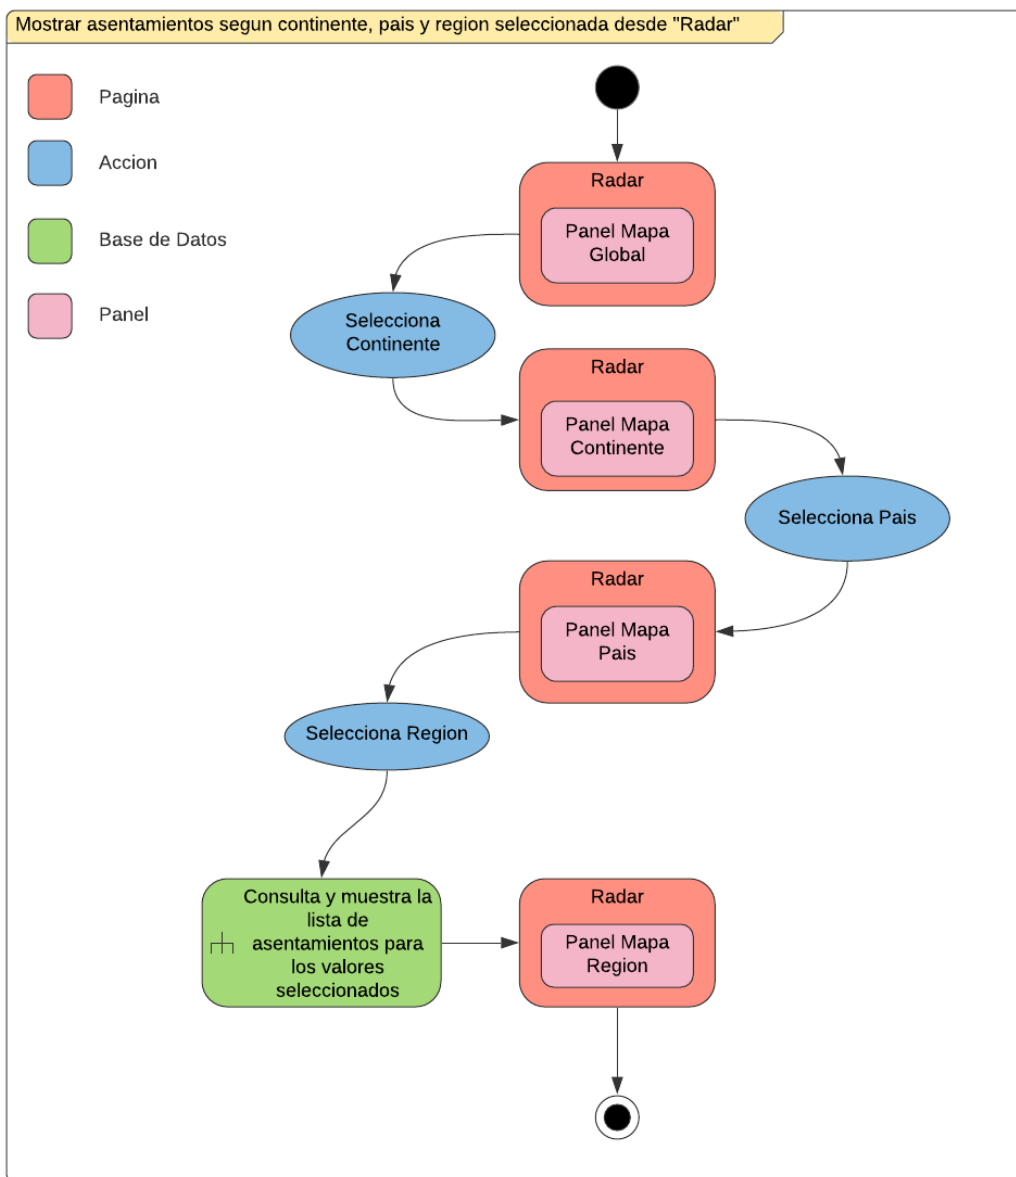 Mostrar asentamientos segun continente, pais y region seleccionada desde "Radar"
Pagina
Accion
Base de Datos
Panel
Radar
Panel Mapa
Global
Selecciona
Continente
Radar
Panel Mapa
Continente
Selecciona Pais
Radar
Panel Mapa
Pais
Selecciona Region
Consulta y muestra la
lista de
asentamientos para
los valores
seleccionados
Radar
Panel Mapa
Region